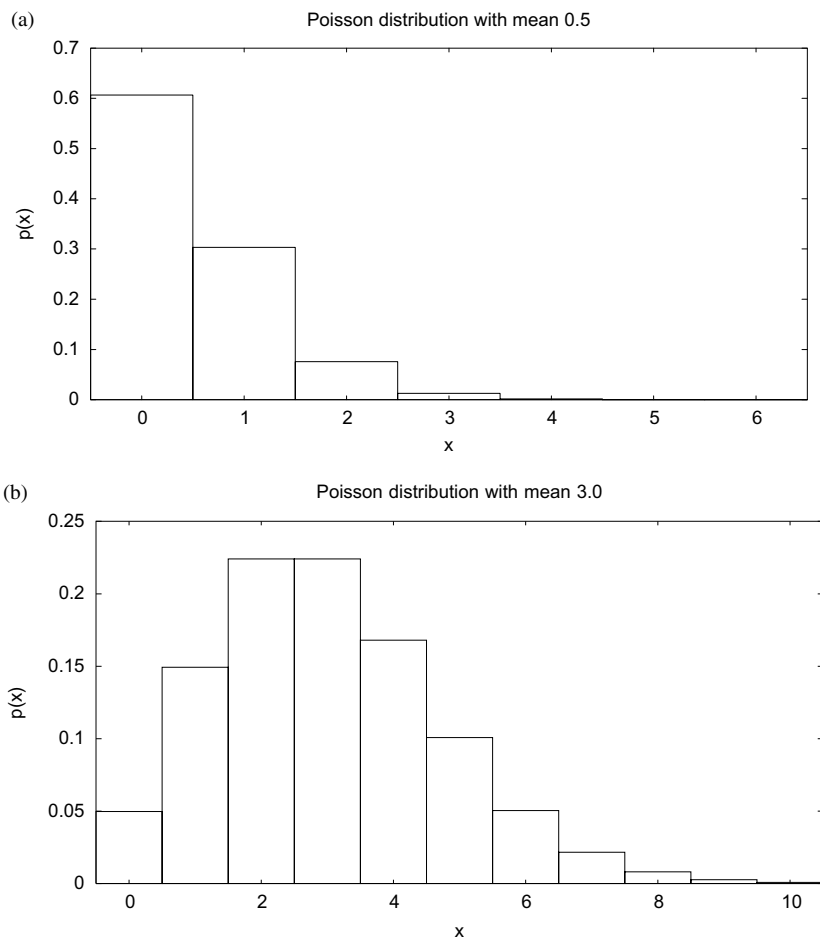 (a)
Poisson distribution with mean 0.5
0.7
0.6
0.5
0.4
0.3
0.2
0.1
0
p(x)
0 1 2 3 4 5 6
x
(b)
Poisson distribution with mean 3.0
0.25
0.2
0.15
0.1
0.05
0
p(x)
0 2 4 6 8 10
x